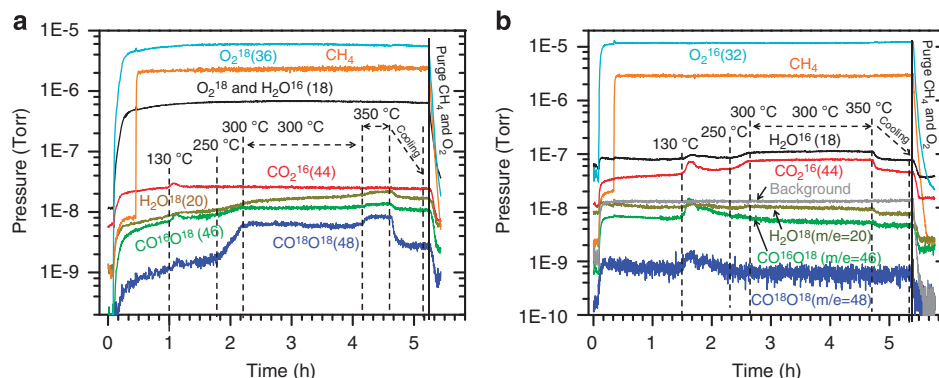 a
1E-5
1E-6
1E-7
1E-8
1E-9
Pressure (Torr)
O₂¹⁸(36)
CH₄
O₂¹⁸ and H₂O¹⁶ (18)
350 °C
300 °C 300 °C
250 °C
130 °C
Cooling
CO₂¹⁶(44)
H₂O¹⁸(20)
CO¹⁶O¹⁸ (46)
CO¹⁸O¹⁸(48)
Purge CH₄ and O₂
0 1 2 3 4 5
Time (h)
b
1E-5
1E-6
1E-7
1E-8
1E-9
1E-10
Pressure (Torr)
O₂¹⁶(32)
CH₄
300 °C
350 °C
130 °C 250 °C
Cooling
H₂O¹⁶ (18)
CO₂¹⁶(44)
Background
H₂O¹⁸(m/e=20)
CO¹⁶O¹⁸ (m/e=46)
CO¹⁸O¹⁸(m/e=48)
Purge CH₄ and O₂
0 1 2 3 4 5
Time (h)